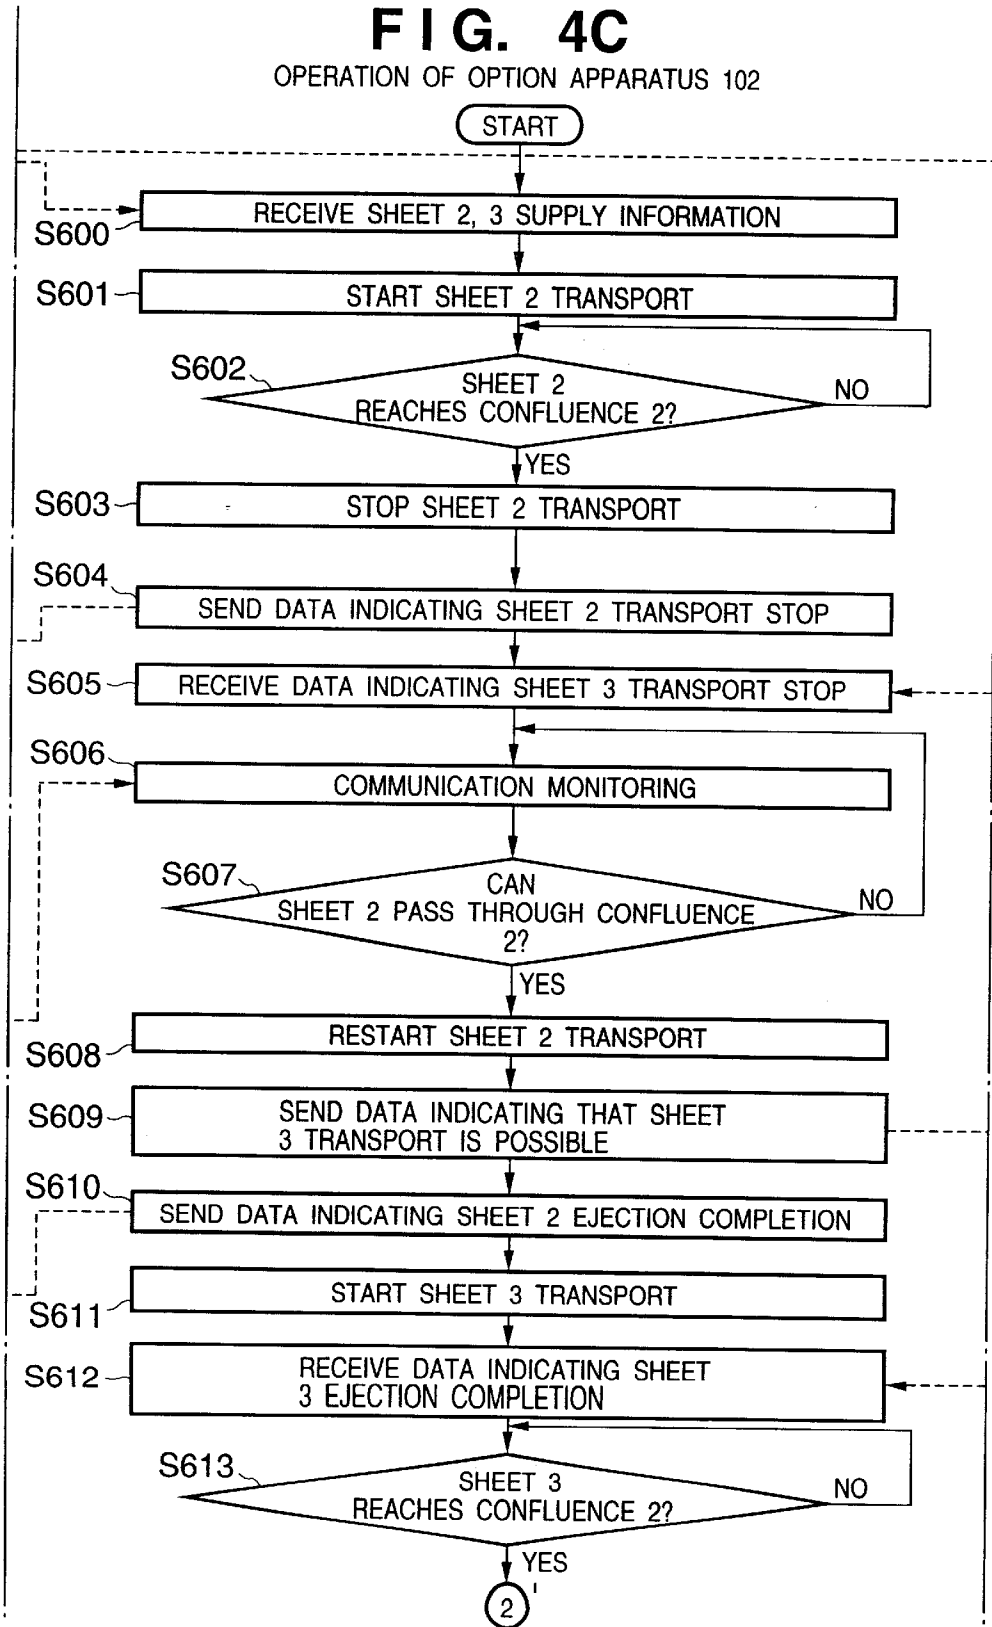 FIG. 4C
OPERATION OF OPTION APPARATUS 102
START
RECEIVE SHEET 2, 3 SUPPLY INFORMATION
S600
S601
START SHEET 2 TRANSPORT
S602
SHEET 2
REACHES CONFLUENCE 2?
NO
YES
S603
STOP SHEET 2 TRANSPORT
S604
SEND DATA INDICATING SHEET 2 TRANSPORT STOP
S605
RECEIVE DATA INDICATING SHEET 3 TRANSPORT STOP
S606
COMMUNICATION MONITORING
S607
CAN
SHEET 2 PASS THROUGH CONFLUENCE
2?
NO
YES
RESTART SHEET 2 TRANSPORT
S608
S609
SEND DATA INDICATING THAT SHEET
3 TRANSPORT IS POSSIBLE
S610
SEND DATA INDICATING SHEET 2 EJECTION COMPLETION
START SHEET 3 TRANSPORT
S611
S612
RECEIVE DATA INDICATING SHEET
3 EJECTION COMPLETION
S613
SHEET 3
REACHES CONFLUENCE 2?
NO
YES
2